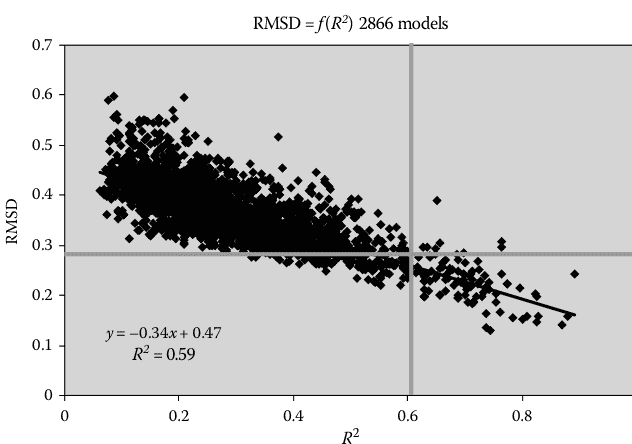 RMSD = f(R²) 2866 models
0.7
0.6
0.5
0.4
0.3
0.2
0.1
0
RMSD
y = −0.34x + 0.47
R² = 0.59
0 0.2 0.4 0.6 0.8
R²